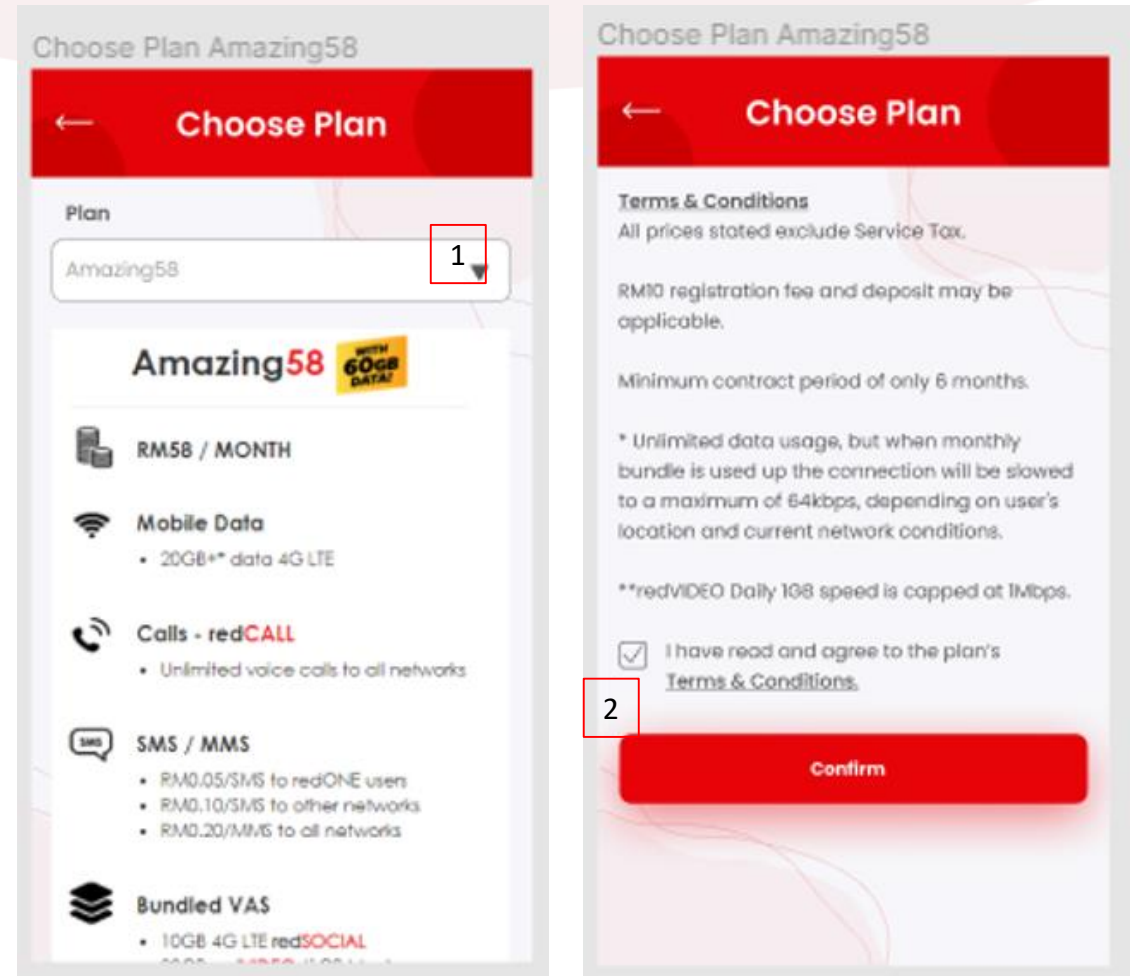 Choose Plan Amazing58
Choose Plan
Plan
Amazing58
1
Amazing58
WITH
60GB
DATA!
RM58 / MONTH
Mobile Data
• 20GB+* data 4G LTE
Calls - redCALL
• Unlimited voice calls to all networks
SMS
SMS / MMS
• RM0.05/SMS to redONE users
• RM0.10/SMS to other networks
• RM0.20/MMS to all networks
Bundled VAS
• 10GB 4G LTE redSOCIAL
Choose Plan Amazing58
Choose Plan
Terms & Conditions
All prices stated exclude Service Tax.
RM10 registration fee and deposit may be
applicable.
Minimum contract period of only 6 months.
* Unlimited data usage, but when monthly
bundle is used up the connection will be slowed
to a maximum of 64kbps, depending on user's
location and current network conditions.
**redVIDEO Daily 1GB speed is capped at 1Mbps.
I have read and agree to the plan's
Terms & Conditions.
2
Confirm